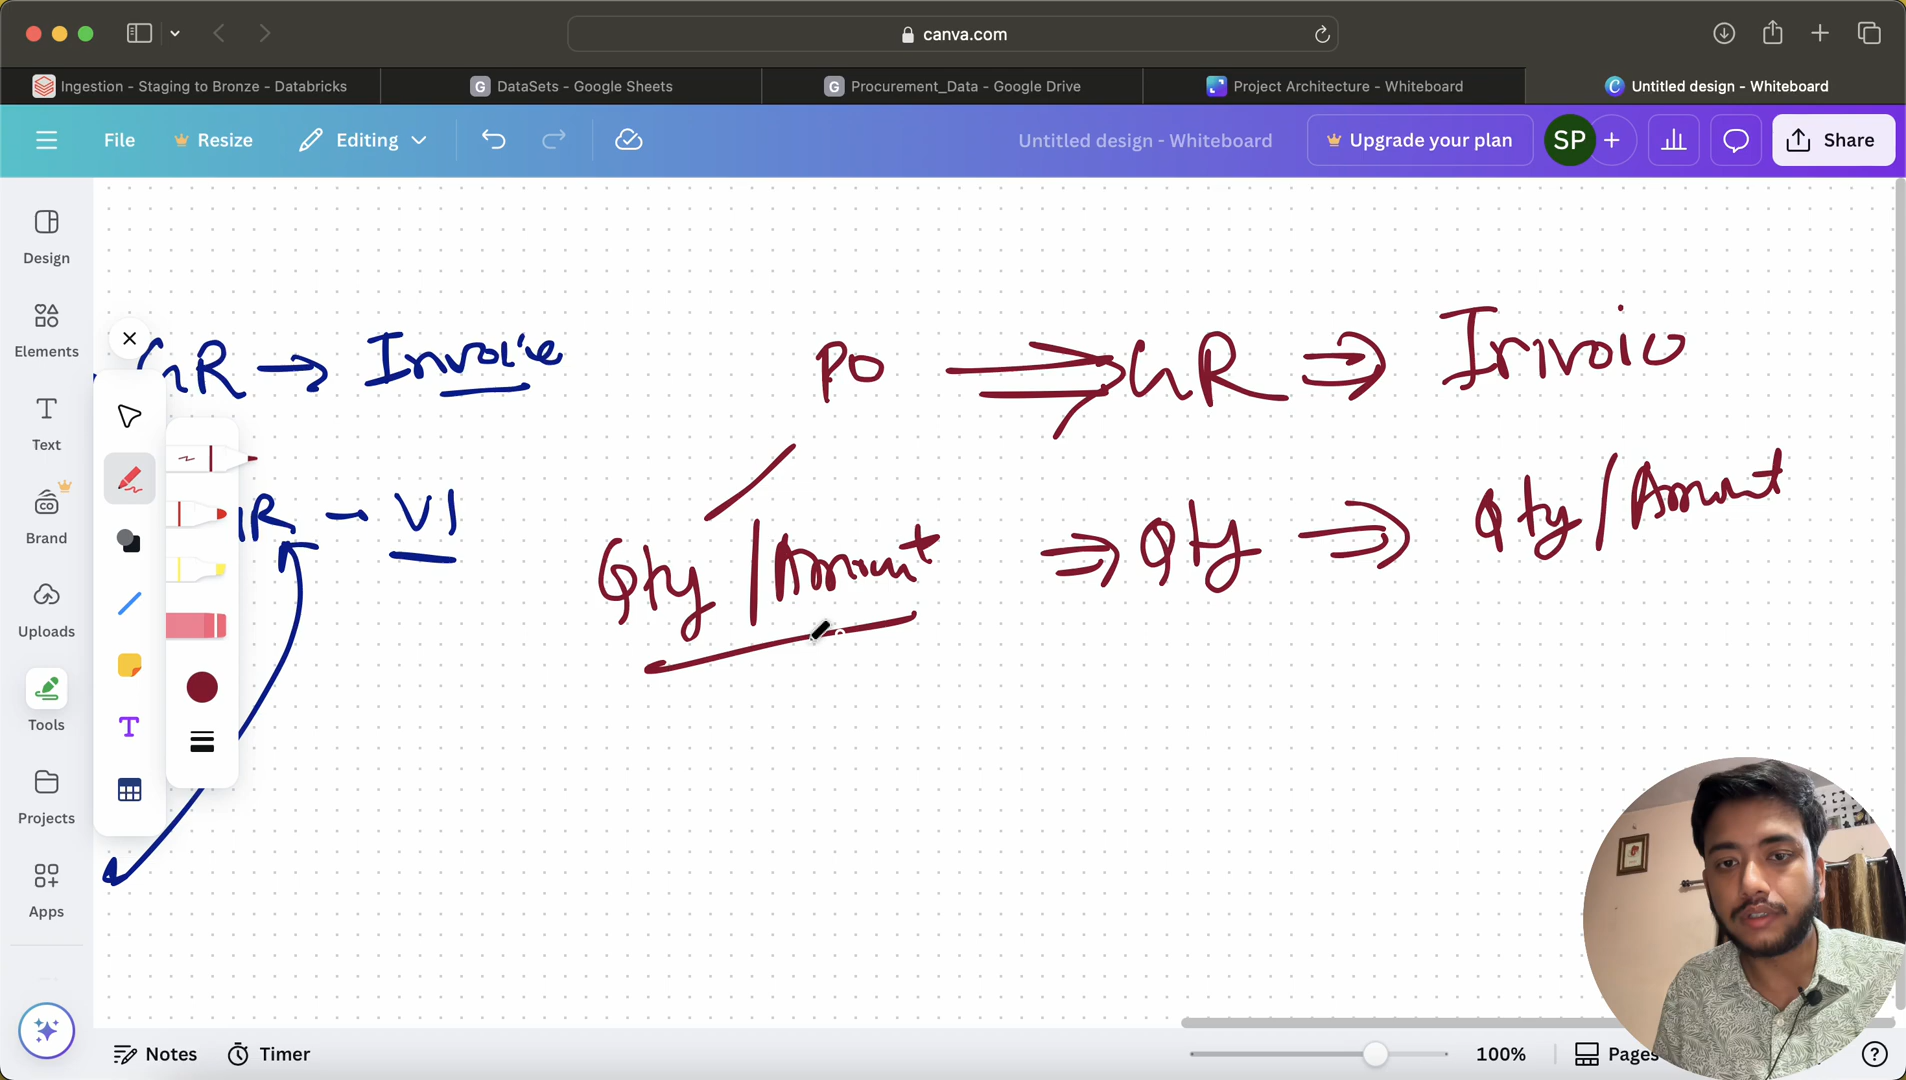 canva.com
Ingestion - Staging to Bronze - Databricks
DataSets - Google Sheets
Procurement_Data - Google Drive
Project Architecture - Whiteboard
Untitled design - Whiteboard
File
Resize
Editing
Untitled design - Whiteboard
Upgrade your plan
SP
Share
Design
Elements
Text
Brand
Uploads
Tools
Projects
Apps
GR → Invoice
R – VI
PO ⇒ GR ⇒ Invoic
Qty / Amount ⇒ Qty ⇒ Qty / Amount
Notes
Timer
100%
Pages